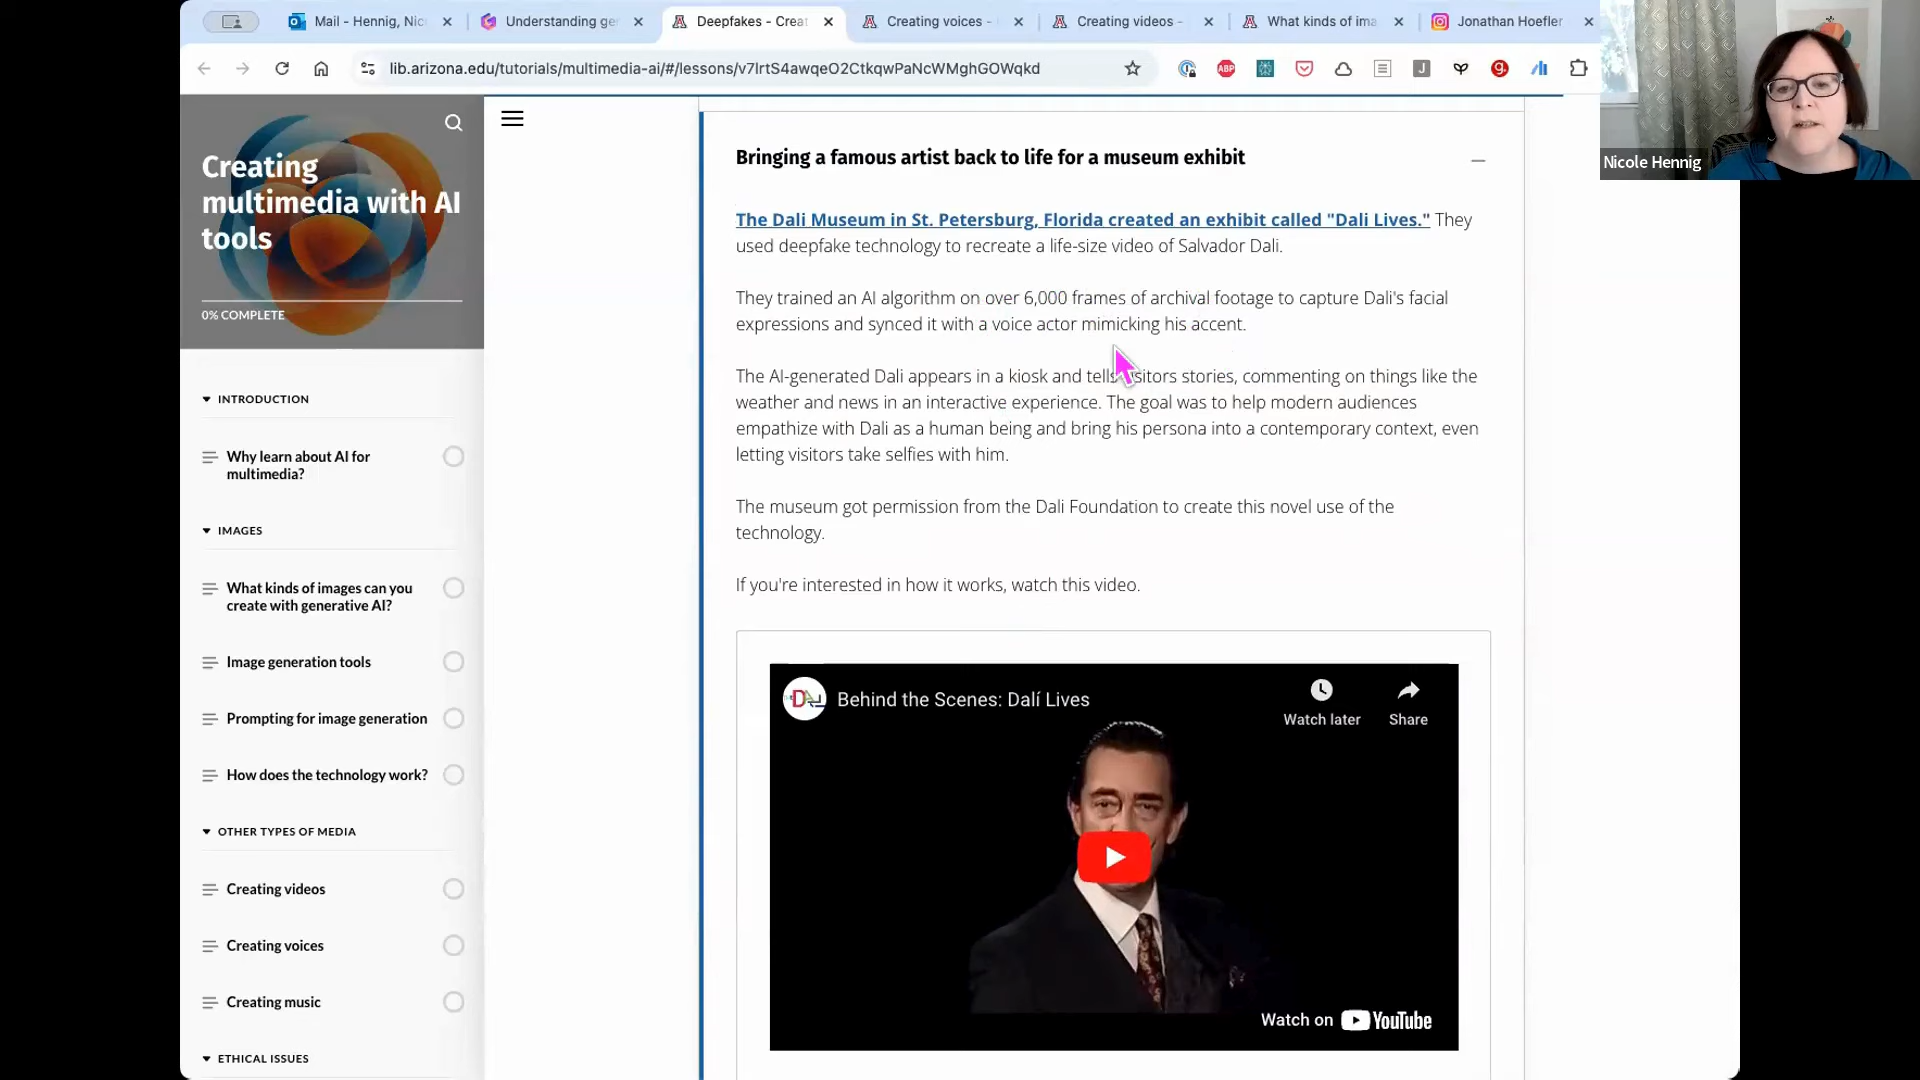 Mail - Hennig, Nic
Understanding ge
Deepfakes - Creat
Creating voices -
Creating videos -
What kinds of ima
Jonathan Hoefler
lib.arizona.edu/tutorials/multimedia-ai/#/lessons/v7IrtS4awqeO2CtkqwPaNcWMghGOWqkd
ABP
J
g.
Nicole Hennig
Creating
multimedia with AI
tools
0% COMPLETE
INTRODUCTION
Why learn about AI for
multimedia?
IMAGES
What kinds of images can you
create with generative AI?
Image generation tools
Prompting for image generation
How does the technology work?
OTHER TYPES OF MEDIA
Creating videos
Creating voices
Creating music
ETHICAL ISSUES
Bringing a famous artist back to life for a museum exhibit
The Dali Museum in St. Petersburg, Florida created an exhibit called "Dali Lives." They
used deepfake technology to recreate a life-size video of Salvador Dali.
They trained an AI algorithm on over 6,000 frames of archival footage to capture Dali's facial
expressions and synced it with a voice actor mimicking his accent.
The AI-generated Dali appears in a kiosk and tells visitors stories, commenting on things like the
weather and news in an interactive experience. The goal was to help modern audiences
empathize with Dali as a human being and bring his persona into a contemporary context, even
letting visitors take selfies with him.
The museum got permission from the Dali Foundation to create this novel use of the
technology.
If you're interested in how it works, watch this video.
Behind the Scenes: Dalí Lives
Watch later
Share
Watch on YouTube